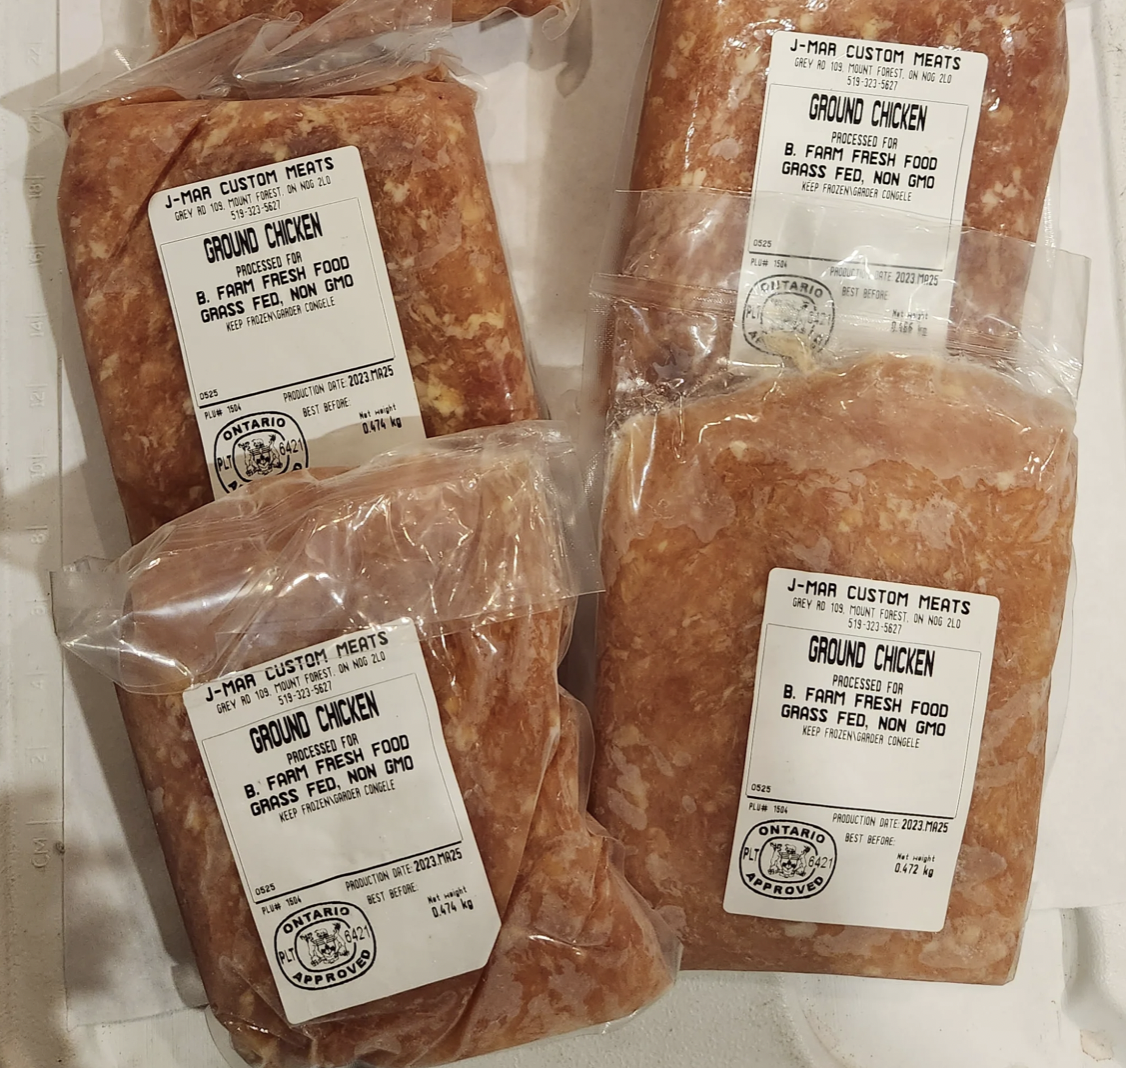 J-MAR CUSTOM MEATS
GREY RD 109, MOUNT FOREST, ON NOG 2L0
519-323-5627
GROUND CHICKEN
PROCESSED FOR
B. FARM FRESH FOOD
GRASS FED, NON GMO
KEEP FROZEN\GARDER CONGELE
0525
PLU# 1504
PRODUCTION DATE: 2023.MA25
BEST BEFORE:
Net Weight
0.474 kg
ONTARIO
PLT 6421
J-MAR CUSTOM MEATS
GREY RD 109, MOUNT FOREST, ON NOG 2L0
519-323-5627
GROUND CHICKEN
PROCESSED FOR
B. FARM FRESH FOOD
GRASS FED, NON GMO
KEEP FROZEN\GARDER CONGELE
0525
PLU# 1504
PRODUCTION DATE: 2023.MA25
BEST BEFORE:
Net Weight
ONTARIO
PLT 6421
J-MAR CUSTOM MEATS
GREY RD 109, MOUNT FOREST, ON NOG 2L0
519-323-5627
GROUND CHICKEN
PROCESSED FOR
B. FARM FRESH FOOD
GRASS FED, NON GMO
KEEP FROZEN\GARDER CONGELE
0525
PLU# 1504
PRODUCTION DATE: 2023.MA25
BEST BEFORE:
Net Weight
0.474 kg
ONTARIO
PLT 6421
APPROVED
J-MAR CUSTOM MEATS
GREY RD 109, MOUNT FOREST, ON NOG 2L0
519-323-5627
GROUND CHICKEN
PROCESSED FOR
B. FARM FRESH FOOD
GRASS FED, NON GMO
KEEP FROZEN\GARDER CONGELE
0525
PLU# 1504
PRODUCTION DATE: 2023.MA25
BEST BEFORE:
Net Weight
0.472 kg
ONTARIO
PLT 6421
APPROVED